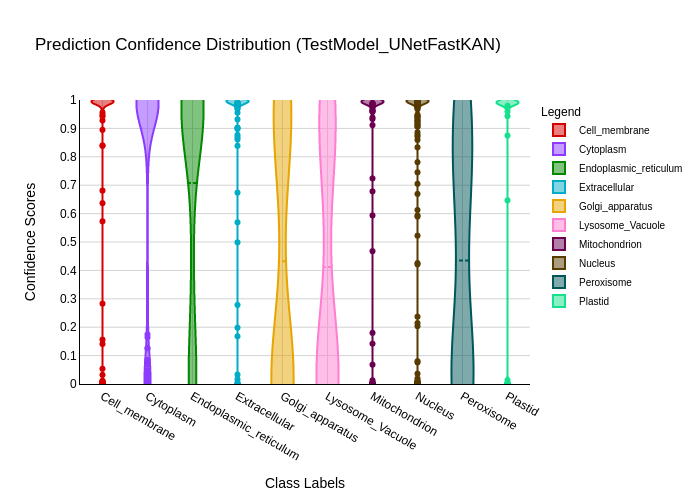 Prediction Confidence Distribution (TestModel_UNetFastKAN)
Legend
Cell_membrane
Cytoplasm
Endoplasmic_reticulum
Extracellular
Golgi_apparatus
Lysosome_Vacuole
Mitochondrion
Nucleus
Peroxisome
Plastid
Confidence Scores
1
0.9
0.8
0.7
0.6
0.5
0.4
0.3
0.2
0.1
0
Cell_membrane
Cytoplasm
Endoplasmic_reticulum
Extracellular
Golgi_apparatus
Lysosome_Vacuole
Mitochondrion
Nucleus
Peroxisome
Plastid
Class Labels